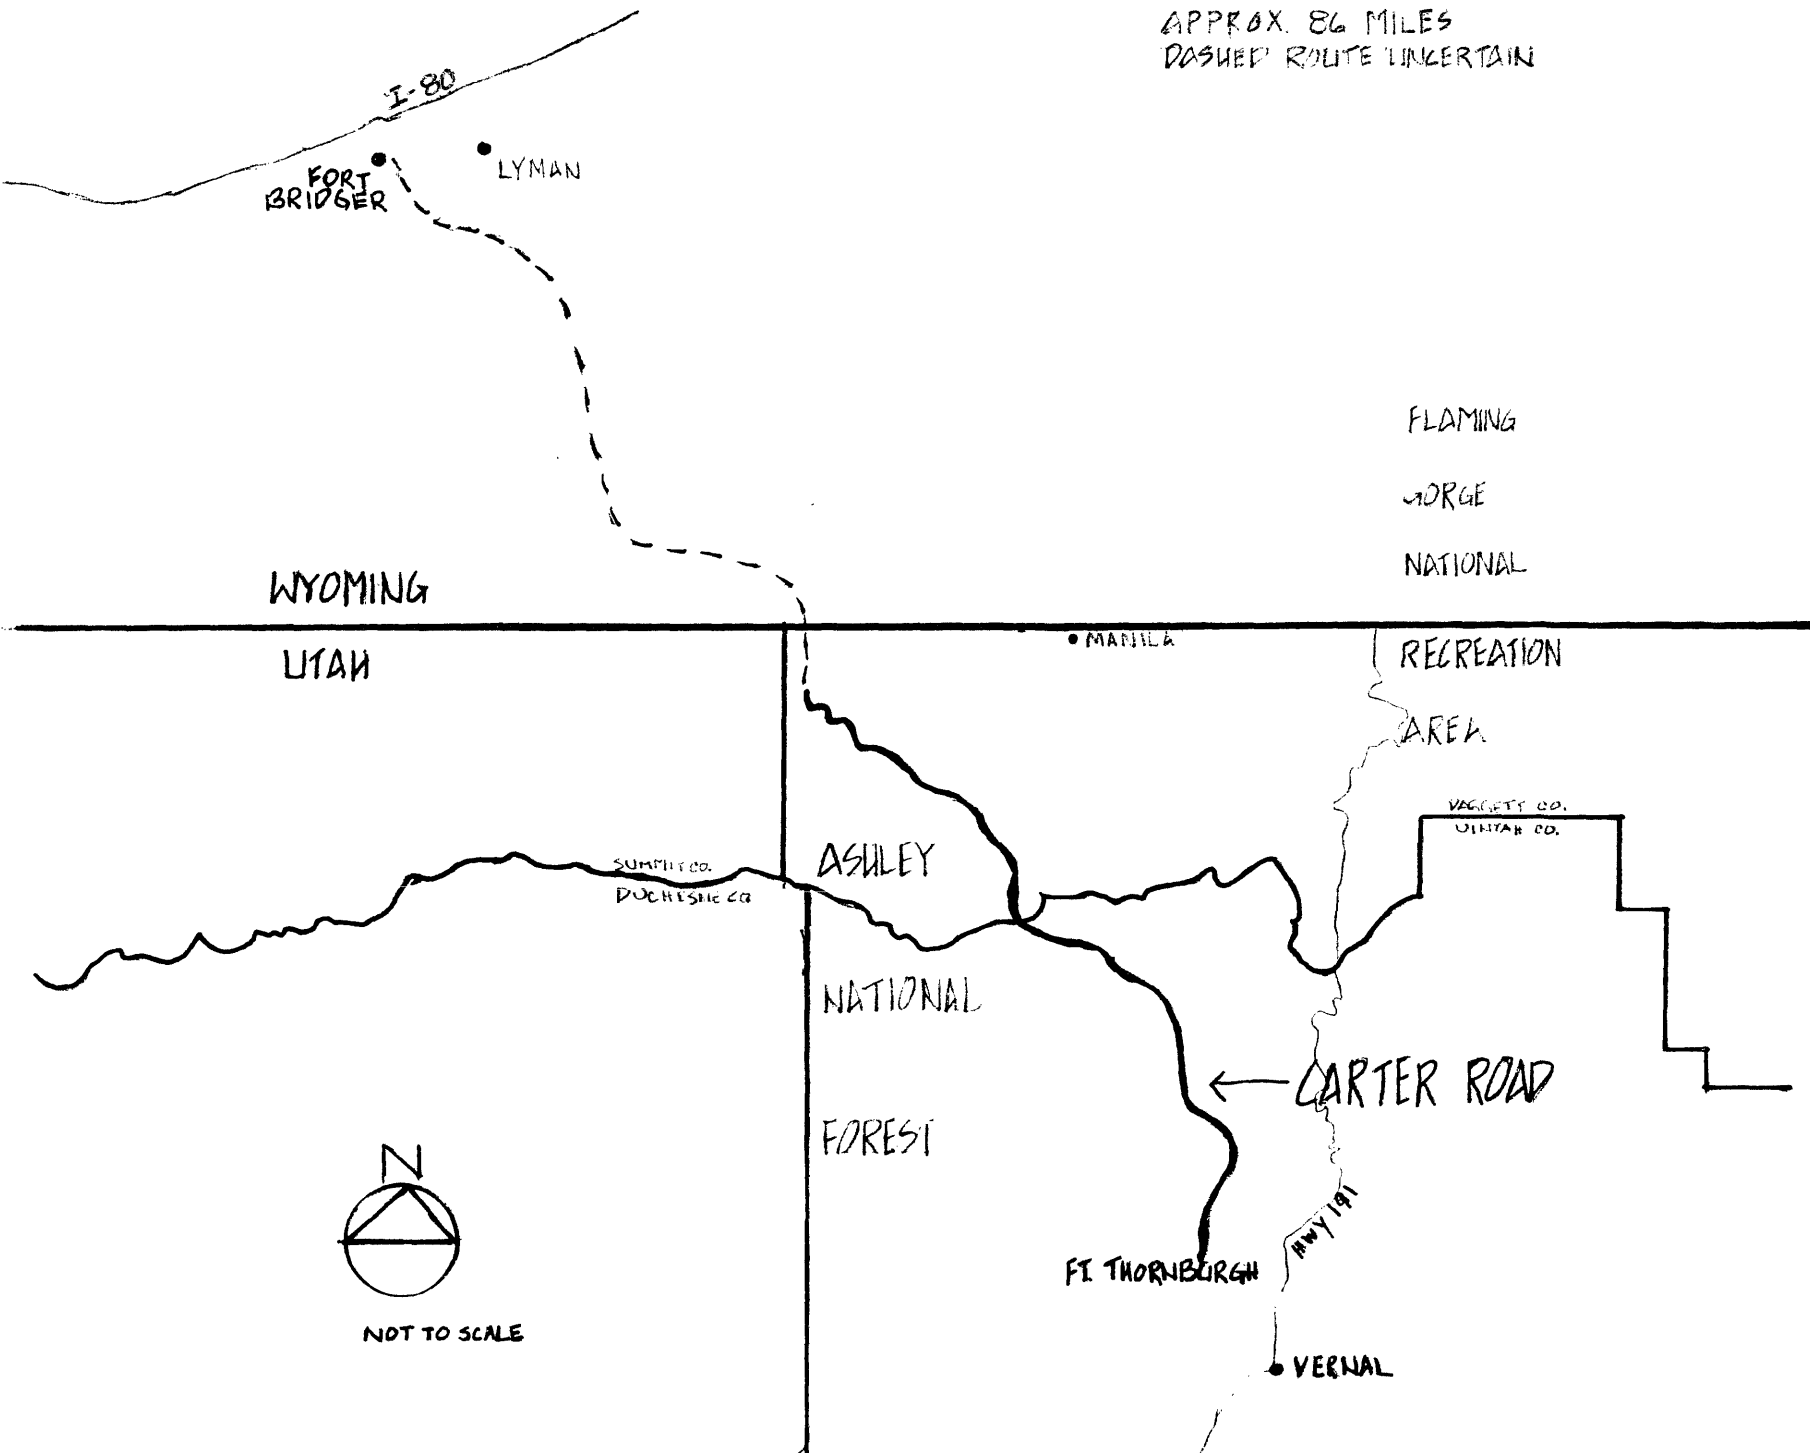 APPROX. 86 MILES
DASHED ROUTE UNCERTAIN
I-80
LYMAN
FORT
BRIDGER
FLAMING
GORGE
NATIONAL
WYOMING
MANILA
RECREATION
UTAH
AREA
DAGGETT CO.
UINTAH CO.
SUMMIT CO.
DUCHESNE CO
ASHLEY
NATIONAL
CARTER ROAD
FOREST
N
HWY 191
FT. THORNBURGH
NOT TO SCALE
VERNAL